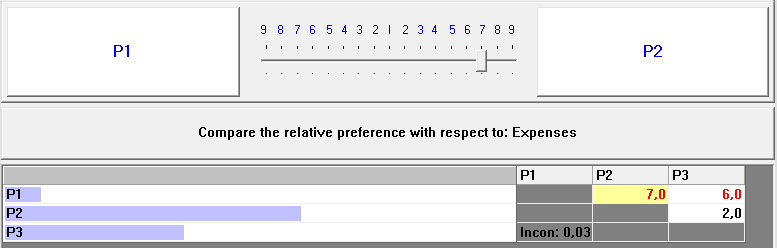 P1
9 8 7 6 5 4 3 2 1 2 3 4 5 6 7 8 9
P2
Compare the relative preference with respect to: Expenses
P1 P2 P3
P1 7,0 6,0
P2 2,0
P3 Incon: 0,03